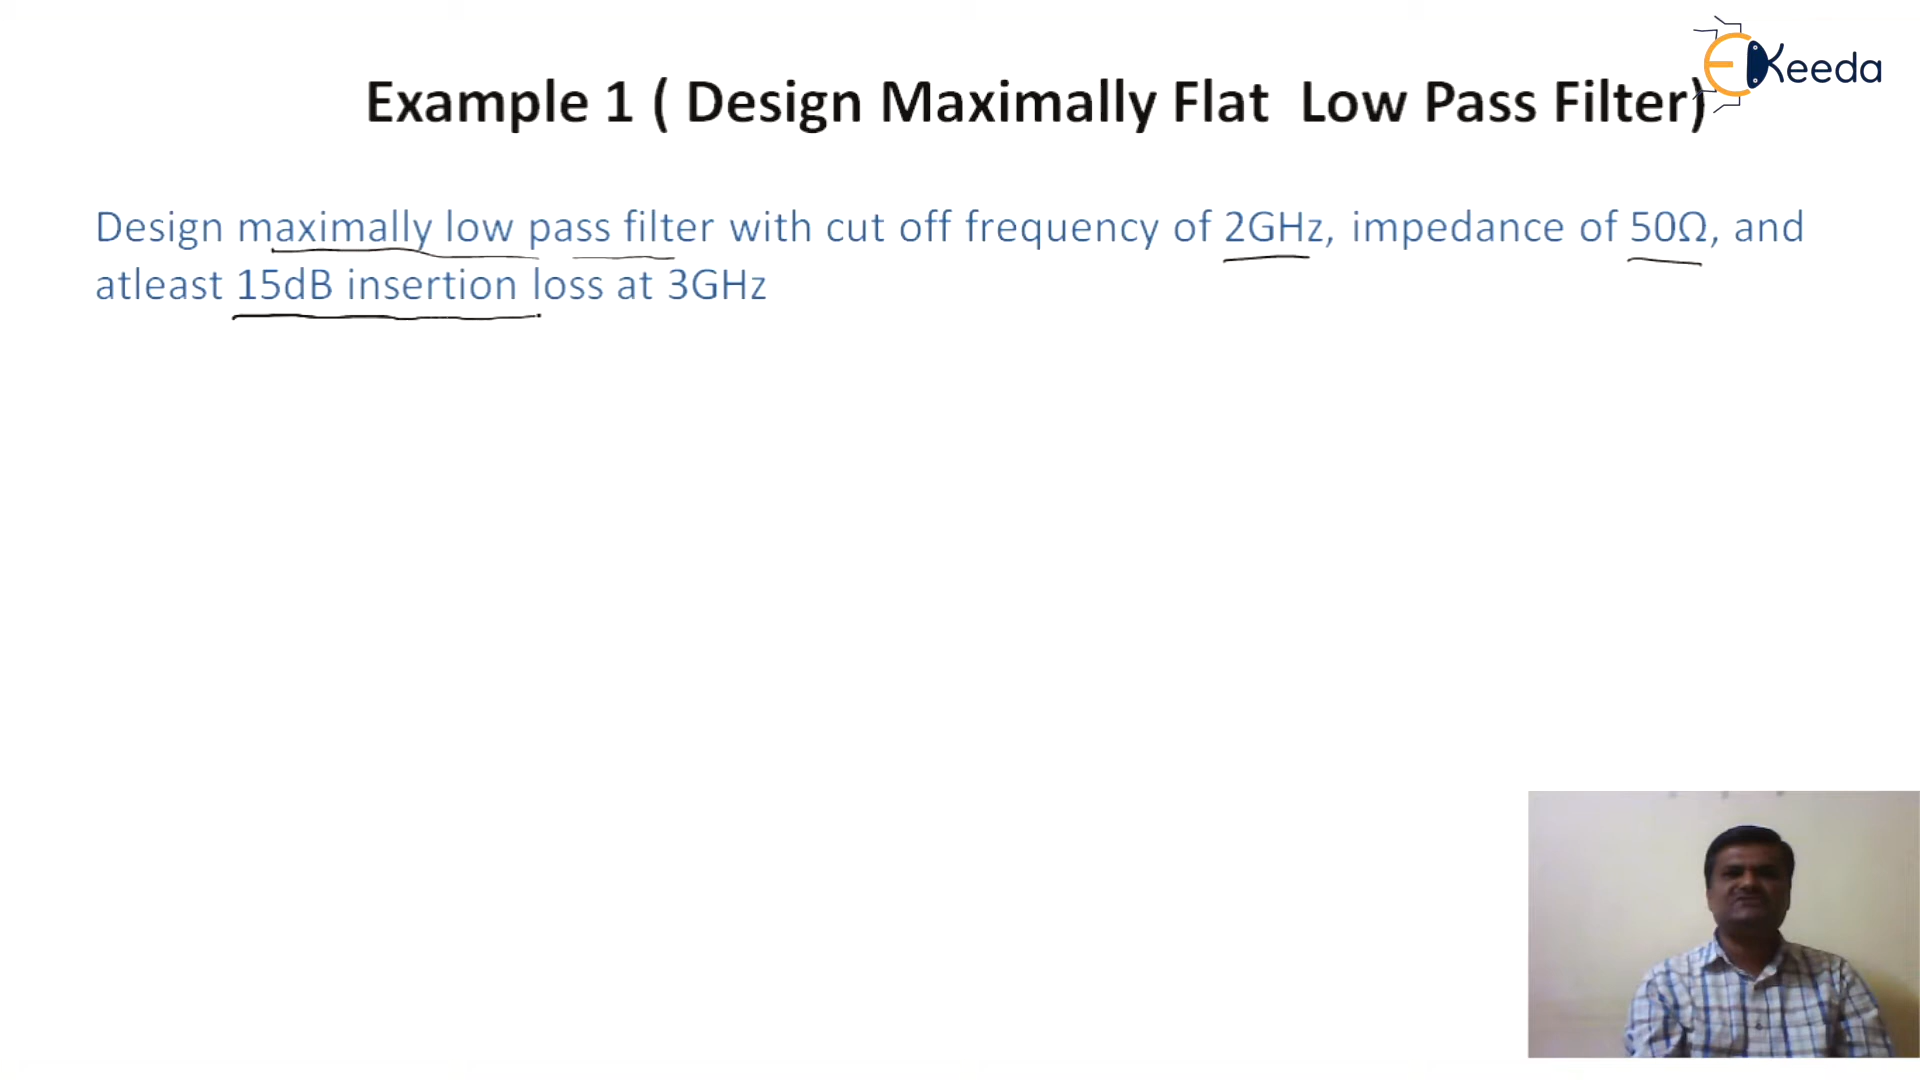 EKeeda
Example 1 ( Design Maximally Flat Low Pass Filter)
Design maximally low pass filter with cut off frequency of 2GHz, impedance of 50Ω, and
atleast 15dB insertion loss at 3GHz